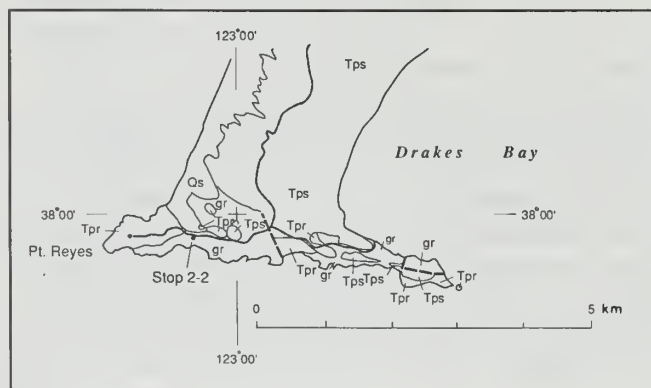 123°00'
Tps
Drakes Bay
Qs
Tps
gr
38°00'
Tps
Tps
38°00'
Tpr
Tpr
gr
gr
Pt. Reyes
gr
Stop 2-2
Tpr
gr
Tps
Tps
Tpr
Tps
Tpr
0
5 km
123°00'